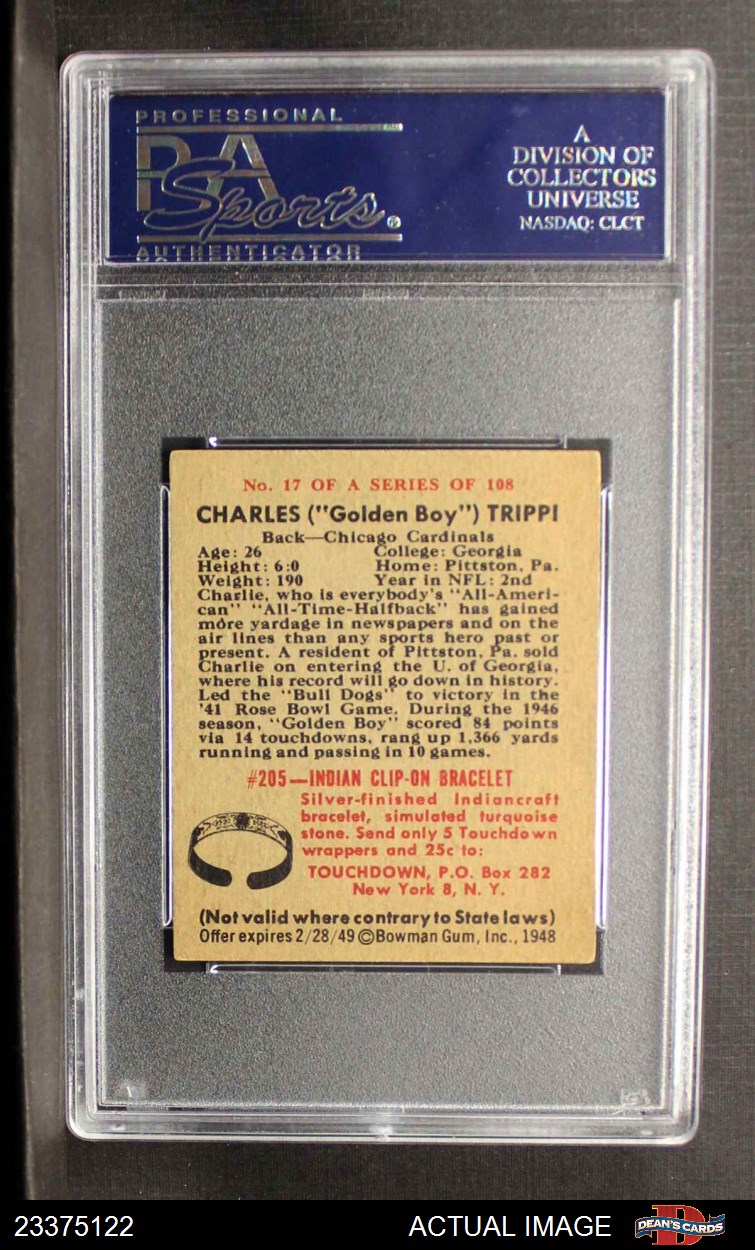 PROFESSIONAL
PSA
Sports®
AUTHENTICATOR
A
DIVISION OF
COLLECTORS
UNIVERSE
NASDAQ: CLCT
No. 17 OF A SERIES OF 108
CHARLES ("Golden Boy") TRIPPI
Back—Chicago Cardinals
Age: 26 College: Georgia
Height: 6:0 Home: Pittston, Pa.
Weight: 190 Year in NFL: 2nd
Charlie, who is everybody's "All-Ameri-
can" "All-Time-Halfback" has gained
more yardage in newspapers and on the
air lines than any sports hero past or
present. A resident of Pittston, Pa. sold
Charlie on entering the U. of Georgia,
where his record will go down in history.
Led the "Bull Dogs" to victory in the
'41 Rose Bowl Game. During the 1946
season, "Golden Boy" scored 84 points
via 14 touchdowns, rang up 1,366 yards
running and passing in 10 games.
#205—INDIAN CLIP-ON BRACELET
Silver-finished Indiancraft
bracelet, simulated turquoise
stone. Send only 5 Touchdown
wrappers and 25c to:
TOUCHDOWN, P.O. Box 282
New York 8, N. Y.
(Not valid where contrary to State laws)
Offer expires 2/28/49 ©Bowman Gum, Inc., 1948
23375122
ACTUAL IMAGE
DEAN'S CARDS